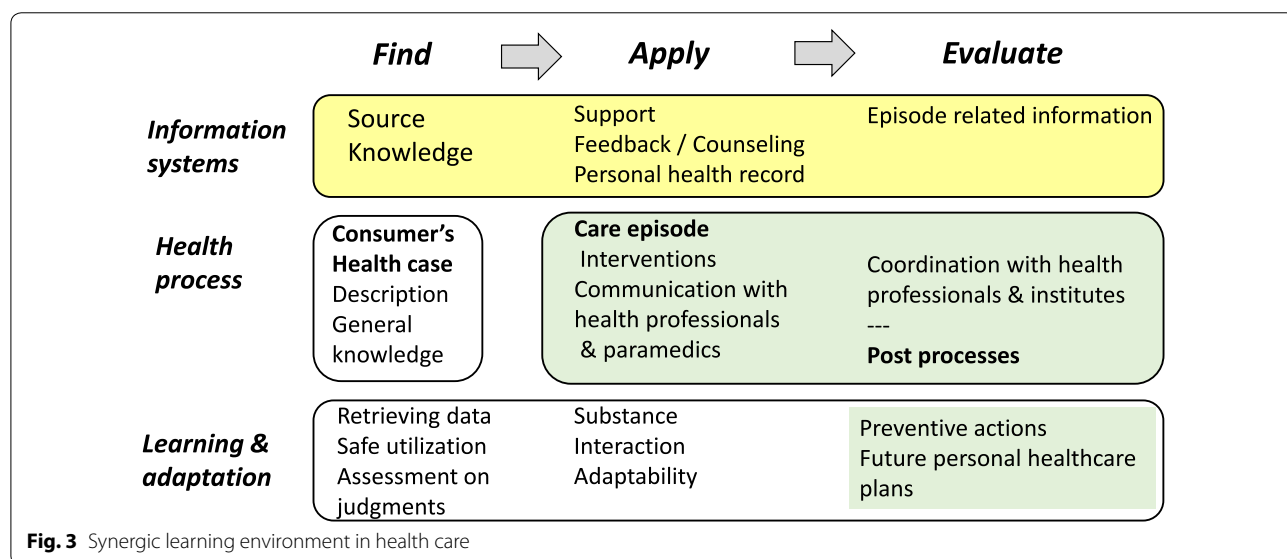 Find Apply Evaluate
Information
systems
Source
Knowledge
Support
Feedback / Counseling
Personal health record
Episode related information
Health
process
Consumer's
Health case
Description
General
knowledge
Care episode
Interventions
Communication with
health professionals
& paramedics
Coordination with health
professionals & institutes
---
Post processes
Learning &
adaptation
Retrieving data
Safe utilization
Assessment on
judgments
Substance
Interaction
Adaptability
Preventive actions
Future personal healthcare
plans
Fig. 3 Synergic learning environment in health care